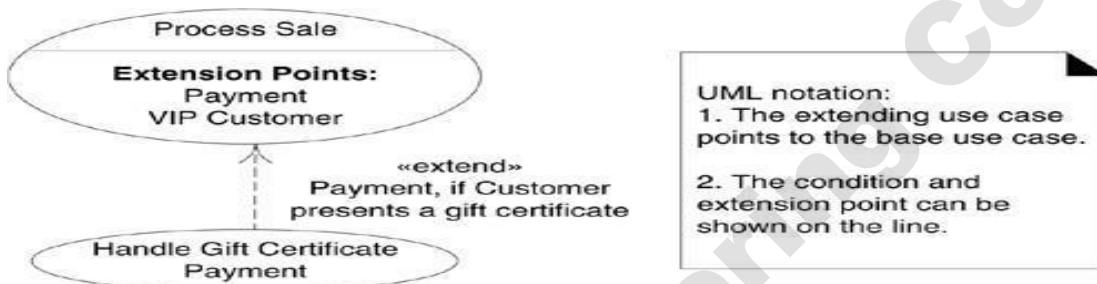 Process Sale
Extension Points:
Payment
VIP Customer
«extend»
Payment, if Customer
presents a gift certificate
Handle Gift Certificate
Payment
UML notation:
1. The extending use case
points to the base use case.
2. The condition and
extension point can be
shown on the line.